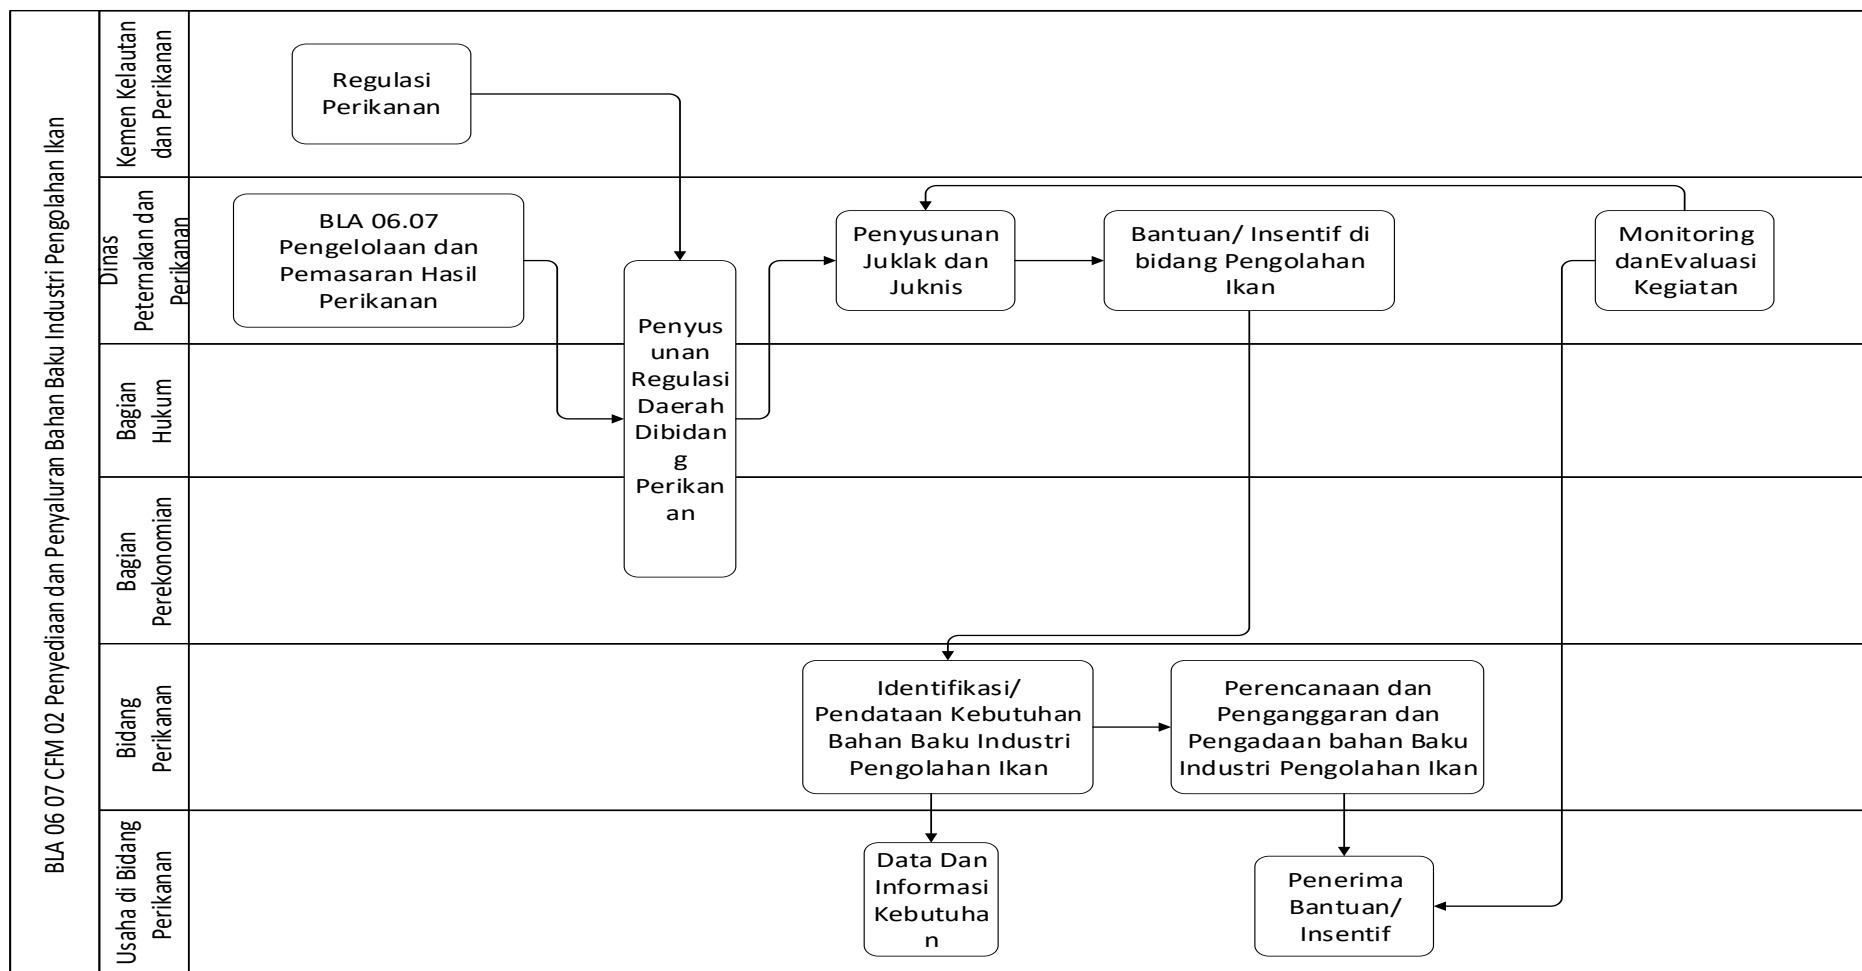 BLA 06 07 CFM 02 Penyediaan dan Penyaluran Bahan Baku Industri Pengolahan Ikan
Kemen Kelautan
dan Perikanan
Regulasi
Perikanan
Dinas
Peternakan dan
Perikanan
BLA 06.07
Pengelolaan dan
Pemasaran Hasil
Perikanan
Penyus
unan
Regulasi
Daerah
Dibidan
g
Perikan
an
Penyusunan
Juklak dan
Juknis
Bantuan/ Insentif di
bidang Pengolahan
Ikan
Monitoring
danEvaluasi
Kegiatan
Bagian
Hukum
Bagian
Perekonomian
Bidang
Perikanan
Identifikasi/
Pendataan Kebutuhan
Bahan Baku Industri
Pengolahan Ikan
Perencanaan dan
Penganggaran dan
Pengadaan bahan Baku
Industri Pengolahan Ikan
Usaha di Bidang
Perikanan
Data Dan
Informasi
Kebutuha
n
Penerima
Bantuan/
Insentif